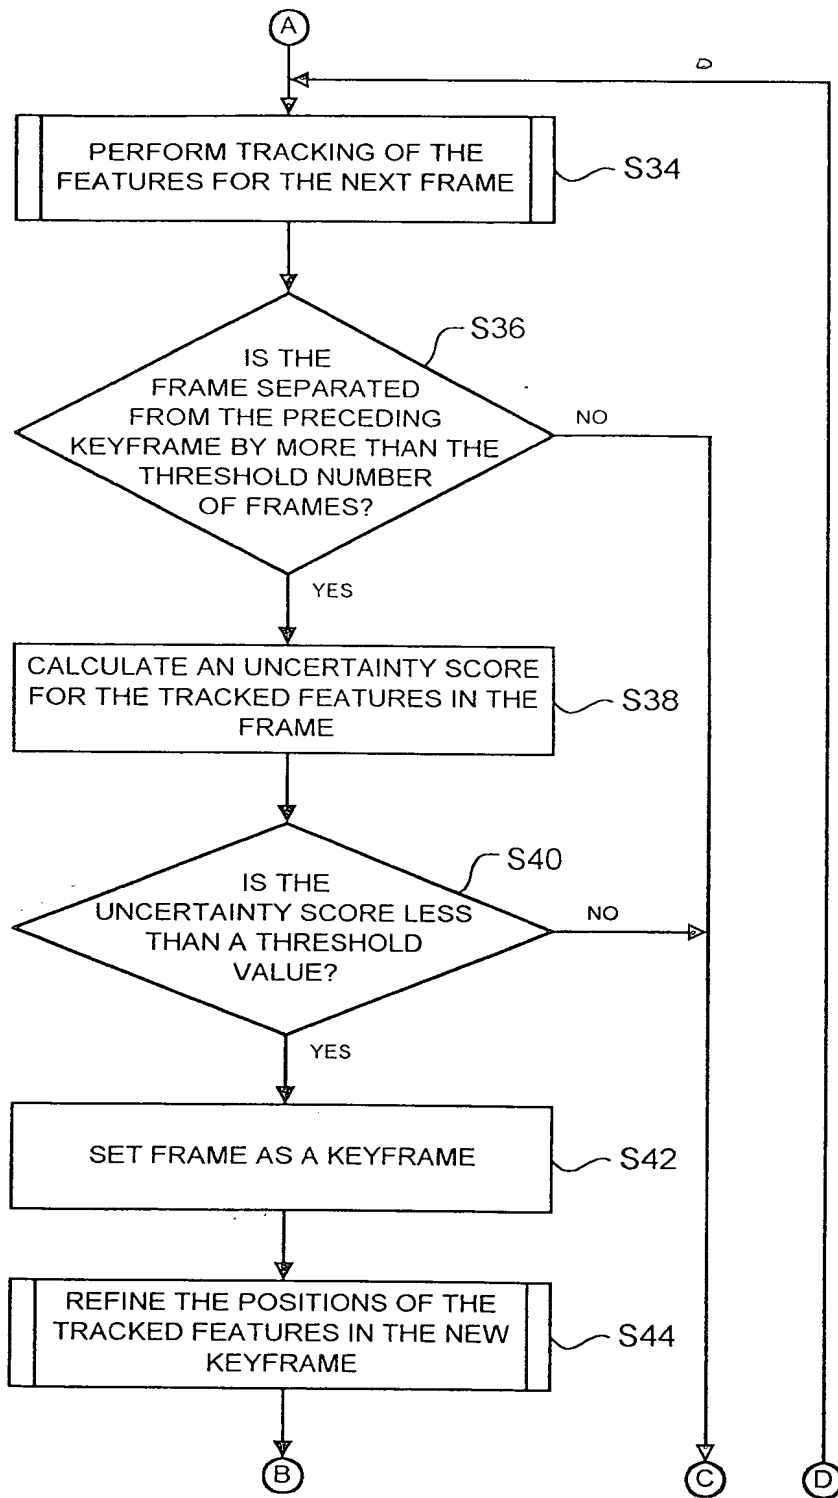 A
PERFORM TRACKING OF THE
FEATURES FOR THE NEXT FRAME
S34
S36
IS THE
FRAME SEPARATED
FROM THE PRECEDING
KEYFRAME BY MORE THAN THE
THRESHOLD NUMBER
OF FRAMES?
NO
YES
CALCULATE AN UNCERTAINTY SCORE
FOR THE TRACKED FEATURES IN THE
FRAME
S38
S40
IS THE
UNCERTAINTY SCORE LESS
THAN A THRESHOLD
VALUE?
NO
YES
SET FRAME AS A KEYFRAME
S42
REFINE THE POSITIONS OF THE
TRACKED FEATURES IN THE NEW
KEYFRAME
S44
B
C
D